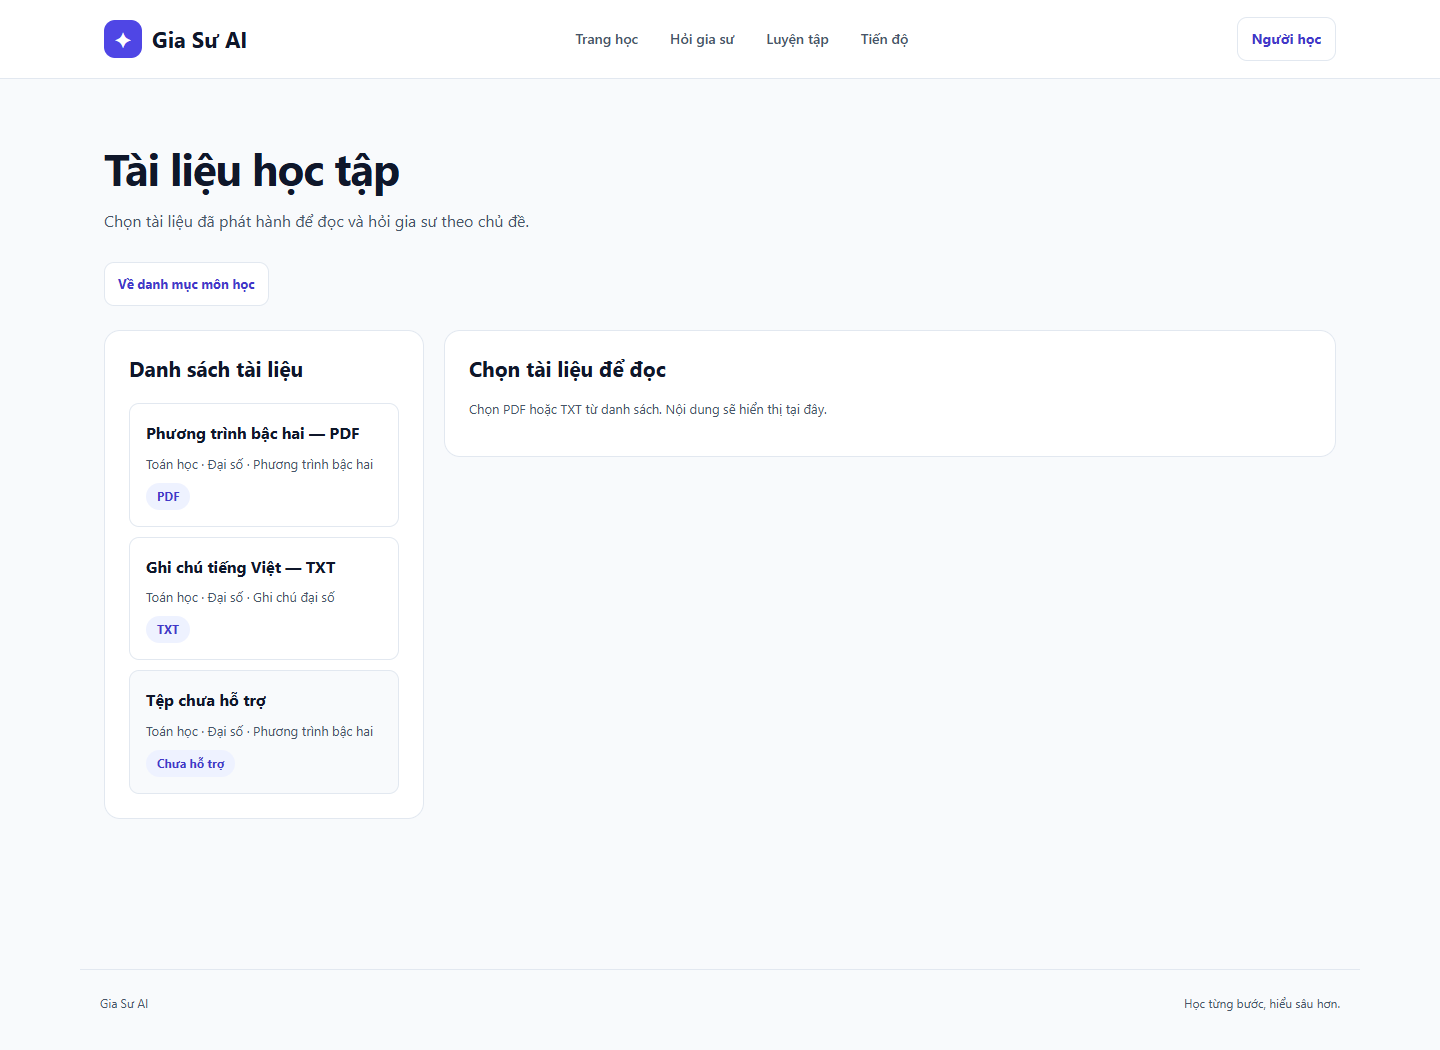 Gia Sư AI
Trang học
Hỏi gia sư
Luyện tập
Tiến độ
Người học
Tài liệu học tập
Chọn tài liệu đã phát hành để đọc và hỏi gia sư theo chủ đề.
Về danh mục môn học
Danh sách tài liệu
Phương trình bậc hai — PDF
Toán học · Đại số · Phương trình bậc hai
PDF
Ghi chú tiếng Việt — TXT
Toán học · Đại số · Ghi chú đại số
TXT
Tệp chưa hỗ trợ
Toán học · Đại số · Phương trình bậc hai
Chưa hỗ trợ
Chọn tài liệu để đọc
Chọn PDF hoặc TXT từ danh sách. Nội dung sẽ hiển thị tại đây.
Gia Sư AI
Học từng bước, hiểu sâu hơn.